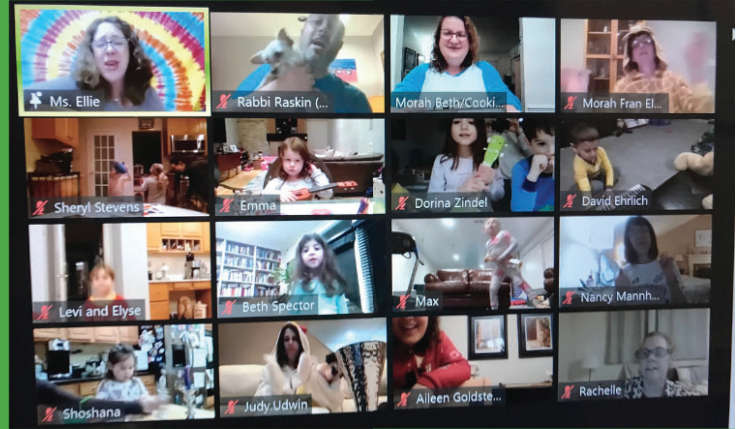 Ms. Ellie
Rabbi Raskin (...
Morah Beth/Cooki...
Morah Fran El...
Sheryl Stevens
Emma
Dorina Zindel
David Ehrlich
Levi and Elyse
Beth Spector
Max
Nancy Mannh...
Shoshana
Judy.Udwin
Aileen Goldste...
Rachelle